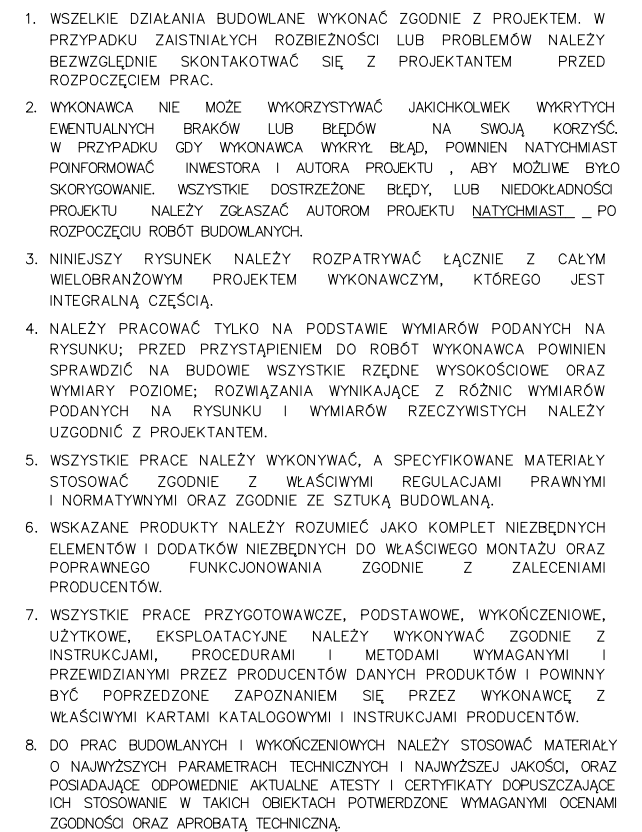 1. WSZELKIE DZIAŁANIA BUDOWLANE WYKONAĆ ZGODNIE Z PROJEKTEM. W
PRZYPADKU ZAISTNIAŁYCH ROZBIEŻNOŚCI LUB PROBLEMÓW NALEŻY
BEZWZGLĘDNIE SKONTAKOTWAĆ SIĘ Z PROJEKTANTEM PRZED
ROZPOCZĘCIEM PRAC.
2. WYKONAWCA NIE MOŻE WYKORZYSTYWAĆ JAKICHKOLWIEK WYKRYTYCH
EWENTUALNYCH BRAKÓW LUB BŁĘDÓW NA SWOJĄ KORZYŚĆ.
W PRZYPADKU GDY WYKONAWCA WYKRYŁ BŁĄD, POWINIEN NATYCHMIAST
POINFORMOWAĆ INWESTORA I AUTORA PROJEKTU , ABY MOŻLIWE BYŁO
SKORYGOWANIE. WSZYSTKIE DOSTRZEŻONE BŁĘDY, LUB NIEDOKŁADNOŚCI
PROJEKTU NALEŻY ZGŁASZAĆ AUTOROM PROJEKTU NATYCHMIAST _ PO
ROZPOCZĘCIU ROBÓT BUDOWLANYCH.
3. NINIEJSZY RYSUNEK NALEŻY ROZPATRYWAĆ ŁĄCZNIE Z CAŁYM
WIELOBRANŻOWYM PROJEKTEM WYKONAWCZYM, KTÓREGO JEST
INTEGRALNĄ CZĘŚCIĄ.
4. NALEŻY PRACOWAĆ TYLKO NA PODSTAWIE WYMIARÓW PODANYCH NA
RYSUNKU; PRZED PRZYSTĄPIENIEM DO ROBÓT WYKONAWCA POWINIEN
SPRAWDZIĆ NA BUDOWIE WSZYSTKIE RZĘDNE WYSOKOŚCIOWE ORAZ
WYMIARY POZIOME; ROZWIĄZANIA WYNIKAJĄCE Z RÓŻNIC WYMIARÓW
PODANYCH NA RYSUNKU I WYMIARÓW RZECZYWISTYCH NALEŻY
UZGODNIĆ Z PROJEKTANTEM.
5. WSZYSTKIE PRACE NALEŻY WYKONYWAĆ, A SPECYFIKOWANE MATERIAŁY
STOSOWAĆ ZGODNIE Z WŁAŚCIWYMI REGULACJAMI PRAWNYMI
I NORMATYWNYMI ORAZ ZGODNIE ZE SZTUKĄ BUDOWLANĄ.
6. WSKAZANE PRODUKTY NALEŻY ROZUMIEĆ JAKO KOMPLET NIEZBĘDNYCH
ELEMENTÓW I DODATKÓW NIEZBĘDNYCH DO WŁAŚCIWEGO MONTAŻU ORAZ
POPRAWNEGO FUNKCJONOWANIA ZGODNIE Z ZALECENIAMI
PRODUCENTÓW.
7. WSZYSTKIE PRACE PRZYGOTOWAWCZE, PODSTAWOWE, WYKOŃCZENIOWE,
UŻYTKOWE, EKSPLOATACYJNE NALEŻY WYKONYWAĆ ZGODNIE Z
INSTRUKCJAMI, PROCEDURAMI I METODAMI WYMAGANYMI I
PRZEWIDZIANYMI PRZEZ PRODUCENTÓW DANYCH PRODUKTÓW I POWINNY
BYĆ POPRZEDZONE ZAPOZNANIEM SIĘ PRZEZ WYKONAWCĘ Z
WŁAŚCIWYMI KARTAMI KATALOGOWYMI I INSTRUKCJAMI PRODUCENTÓW.
8. DO PRAC BUDOWLANYCH I WYKOŃCZENIOWYCH NALEŻY STOSOWAĆ MATERIAŁY
O NAJWYŻSZYCH PARAMETRACH TECHNICZNYCH I NAJWYŻSZEJ JAKOŚCI, ORAZ
POSIADAJĄCE ODPOWIEDNIE AKTUALNE ATESTY I CERTYFIKATY DOPUSZCZAJĄCE
ICH STOSOWANIE W TAKICH OBIEKTACH POTWIERDZONE WYMAGANYMI OCENAMI
ZGODNOŚCI ORAZ APROBATĄ TECHNICZNĄ.